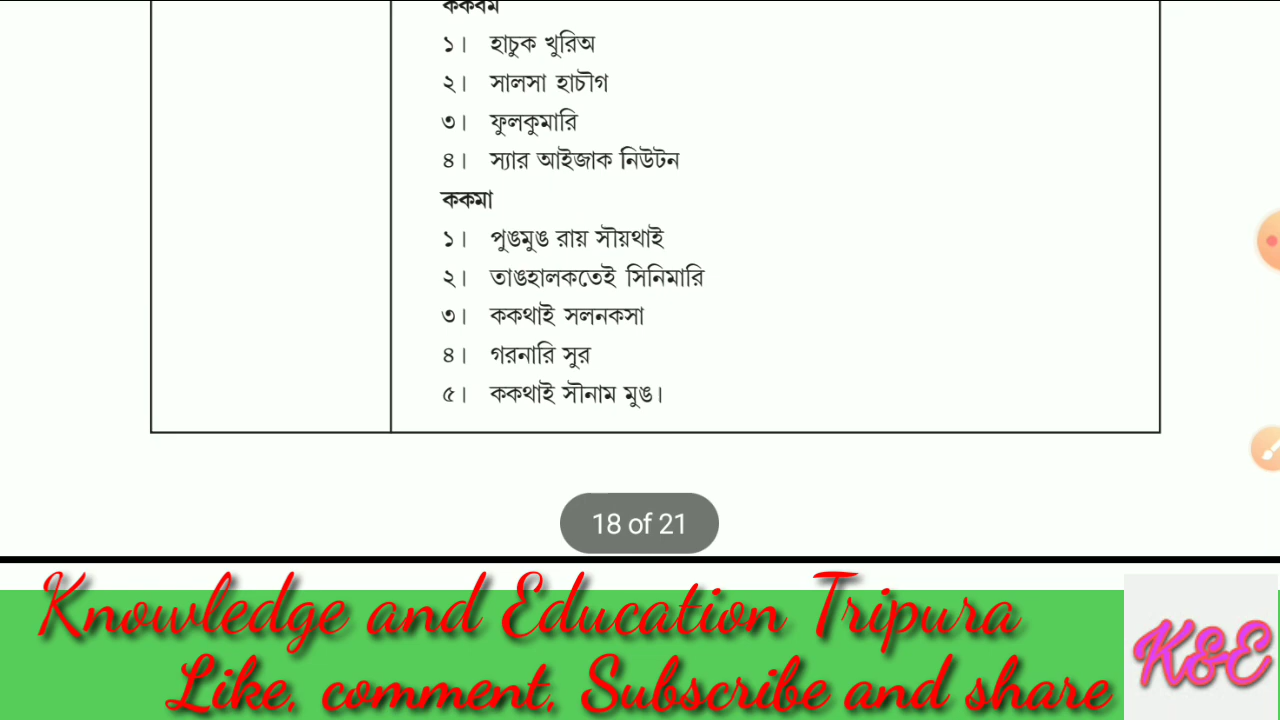 ককবর্ম
১। হাচুক খুরিঅ
২। সালসা হাচৗগ
৩। ফুলকুমারি
৪। স্যার আইজাক নিউটন
ককমা
১। পুঙমুঙ রায় সৗয়থাই
২। তাঙহালকতেই সিনিমারি
৩। ককথাই সলনকসা
৪। গরনারি সুর
৫। ককথাই সৗনাম মুঙ।
18 of 21
Knowledge and Education Tripura
Like, comment, Subscribe and share
K&E